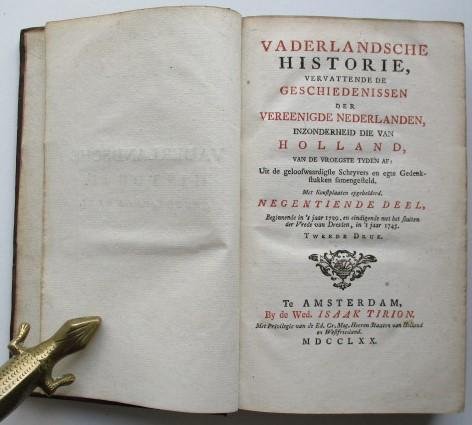 VADERLANDSCHE
HISTORIE,
VERVATTENDE DE
GESCHIEDENISSEN
DER
VEREENIGDE NEDERLANDEN,
INZONDERHEID DIE VAN
HOLLAND,
VAN DE VROEGSTE TYDEN AF:
Uit de geloofwaardigste Schryvers en egte Gedenk-
stukken samengesteld.
Met Konstplaaten opgehelderd.
NEGENTIENDE DEEL,
Beginnende in 't jaar 1729, en eindigende met het sluiten
der Vrede van Dresden, in 't jaar 1745.
TWEEDE DRUK.
Te AMSTERDAM,
By de Wed. ISAAK TIRION.
Met Privilegie van de Ed. Gr. Mog. Heeren Staaten van Holland
en Westfriesland.
MDCCLXX.